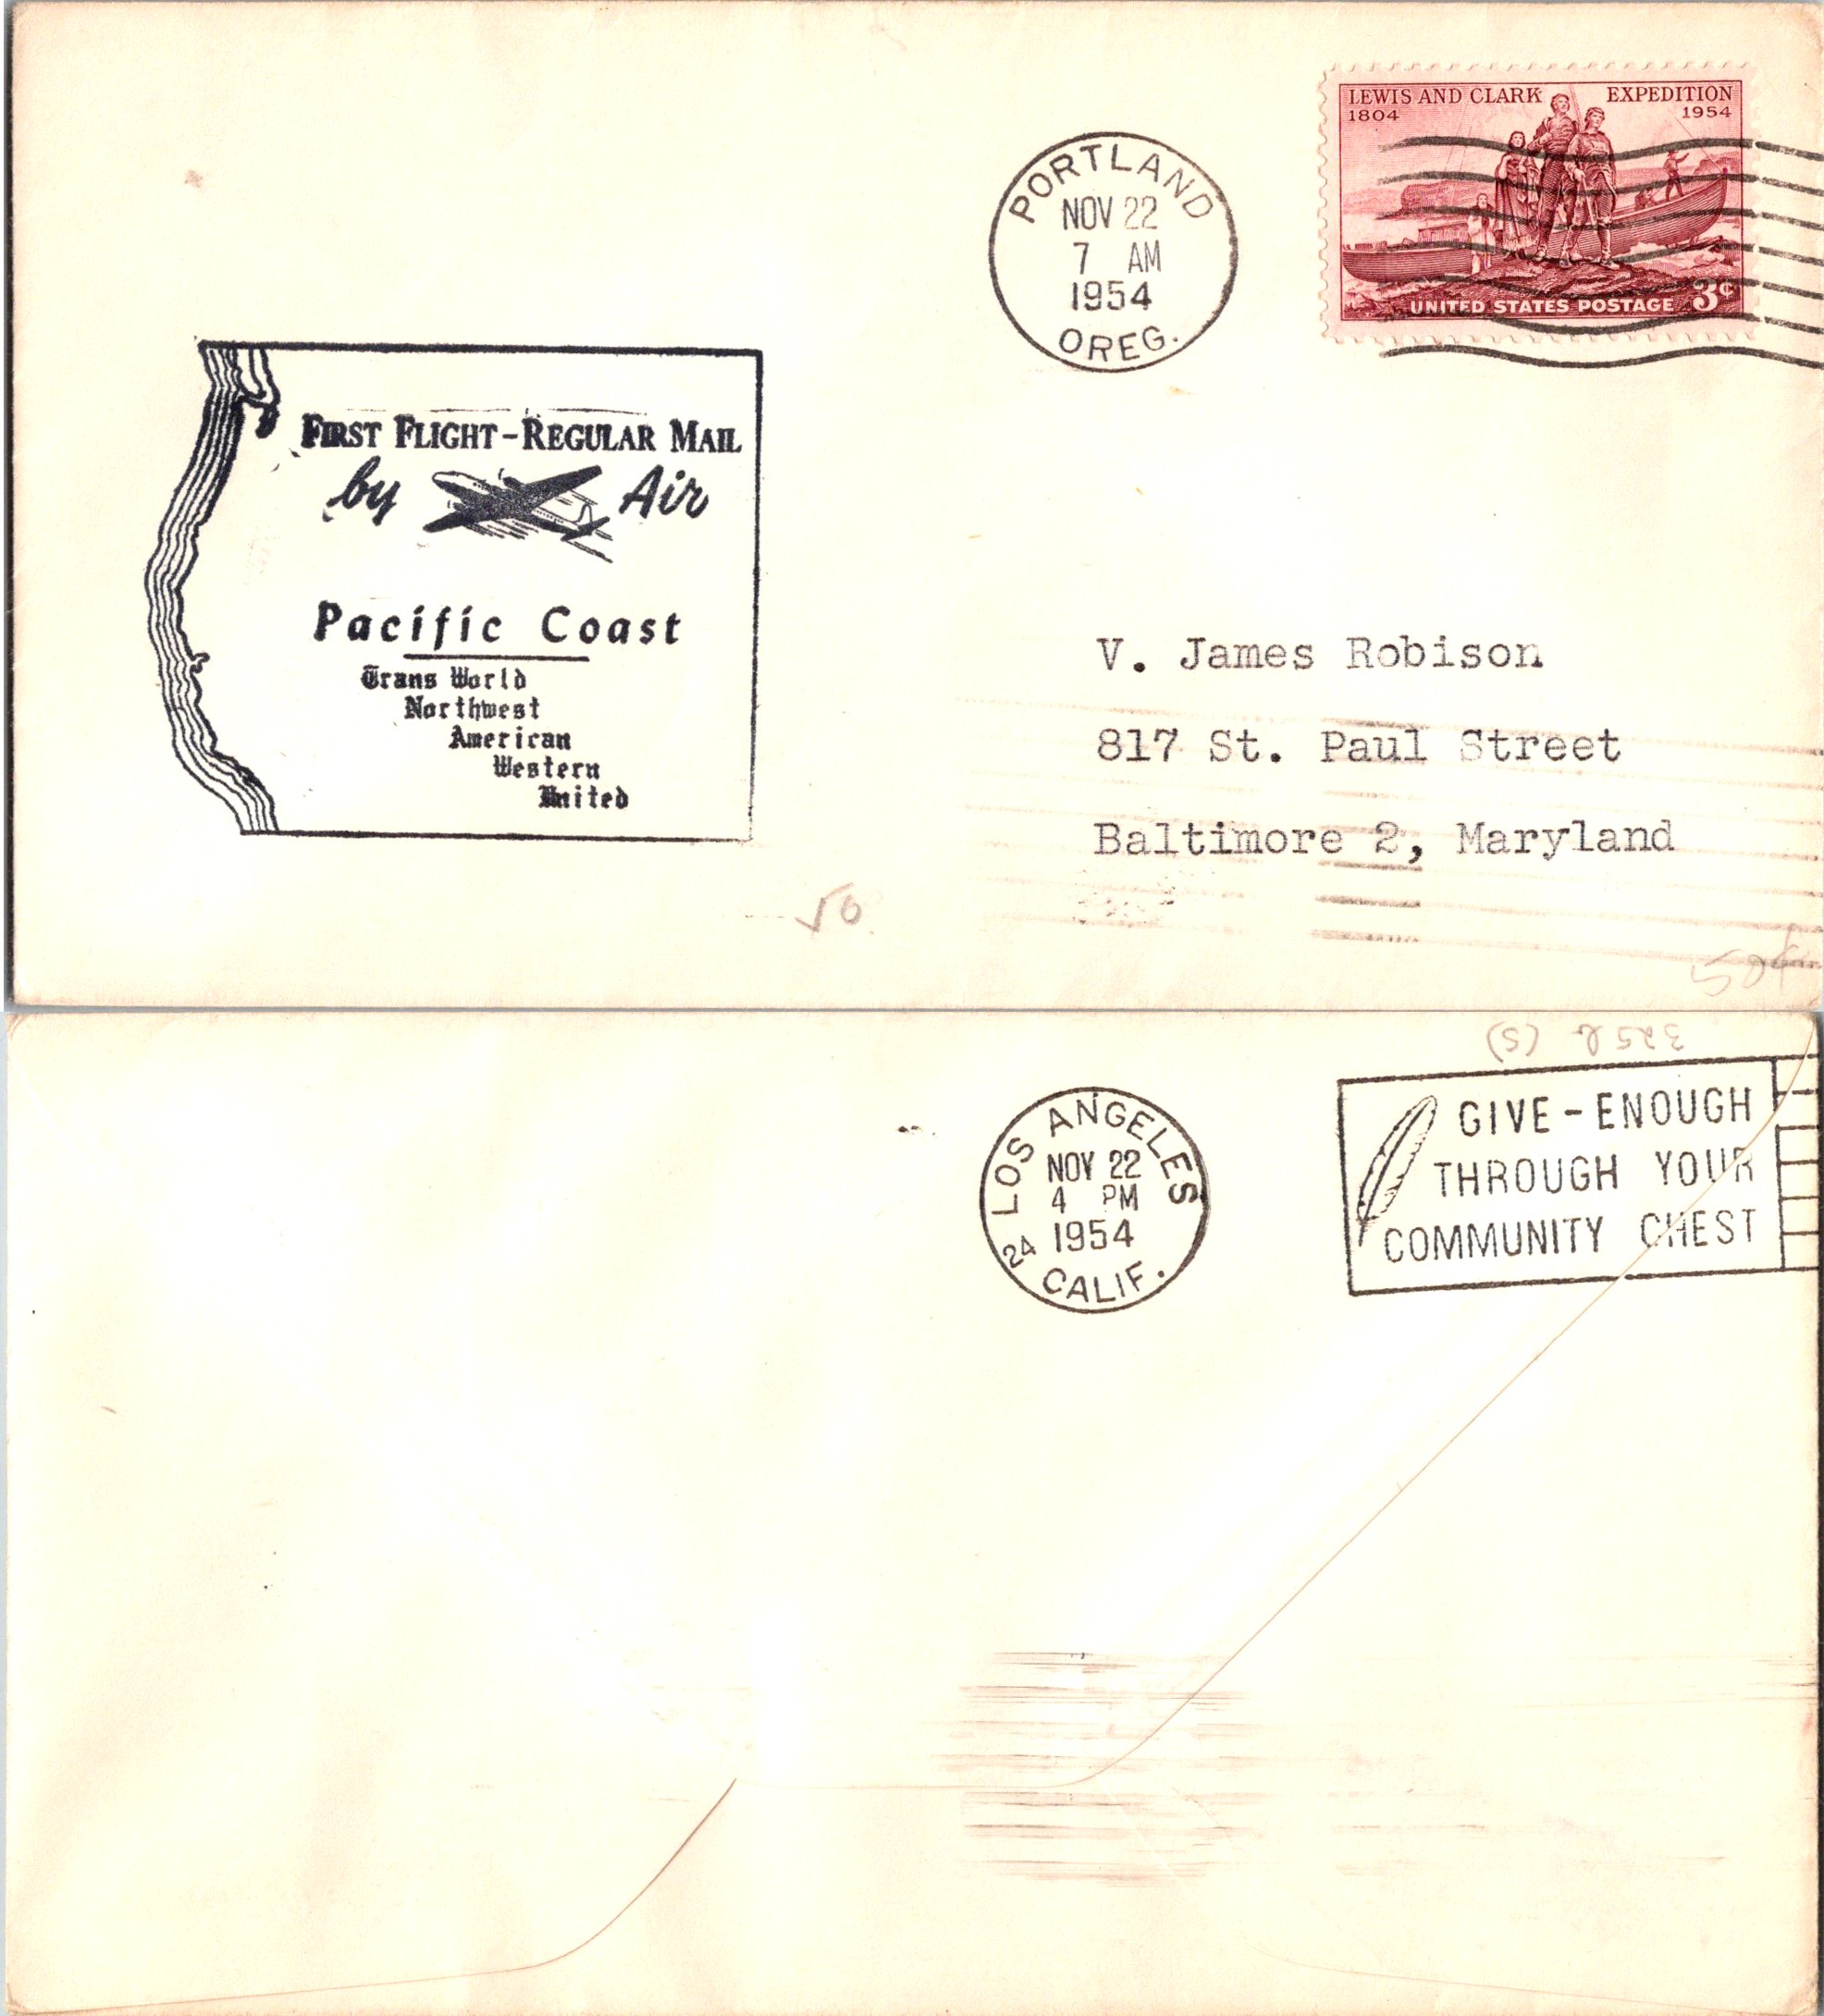 LEWIS AND CLARK EXPEDITION
1804 1954
UNITED STATES POSTAGE 3¢
PORTLAND
NOV 22
7 AM
1954
OREG.
FIRST FLIGHT-REGULAR MAIL
by Air
Pacific Coast
Trans World
Northwest
American
Western
United
V. James Robison
817 St. Paul Street
Baltimore 2, Maryland
50¢
LOS ANGELES
NOV 22
4 PM
1954
24 CALIF.
GIVE-ENOUGH
THROUGH YOUR
COMMUNITY CHEST